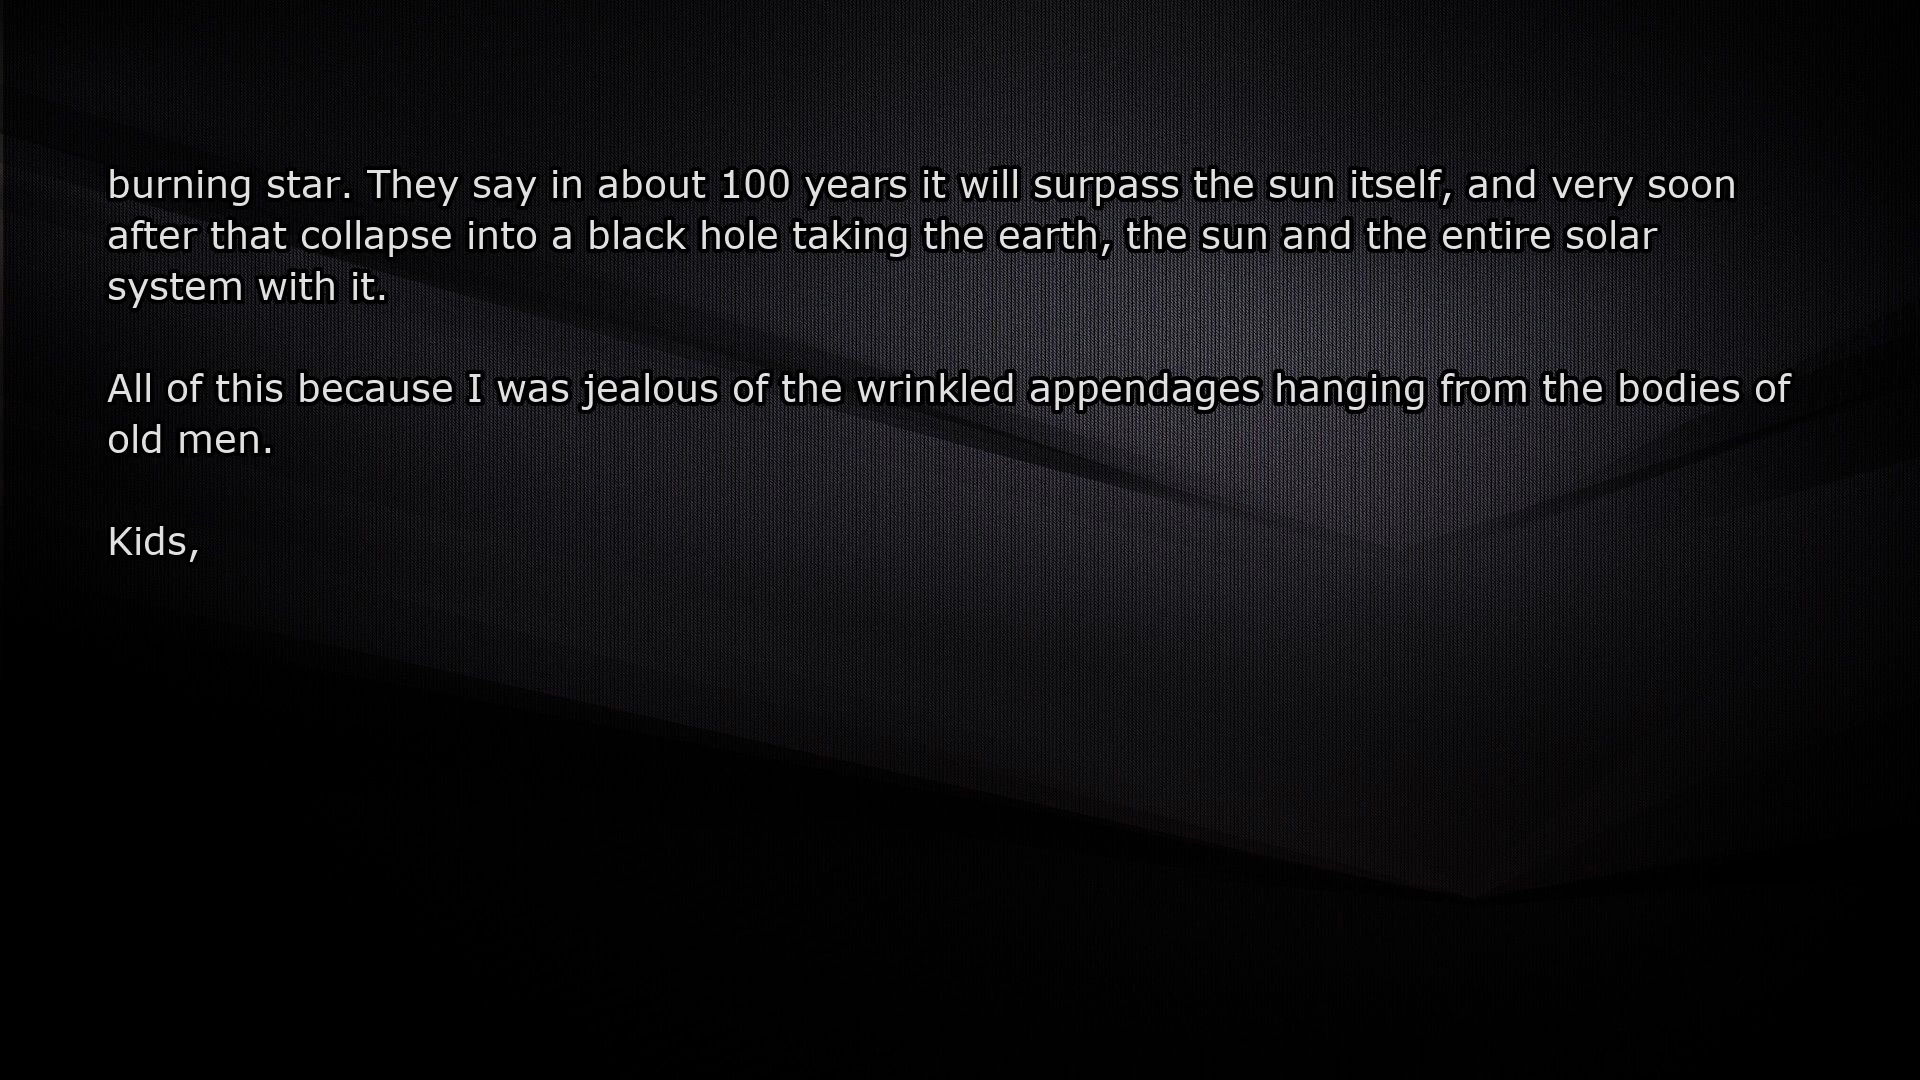 burning star. They say in about 100 years it will surpass the sun itself, and very soon
after that collapse into a black hole taking the earth, the sun and the entire solar
system with it.
All of this because I was jealous of the wrinkled appendages hanging from the bodies of
old men.
Kids,